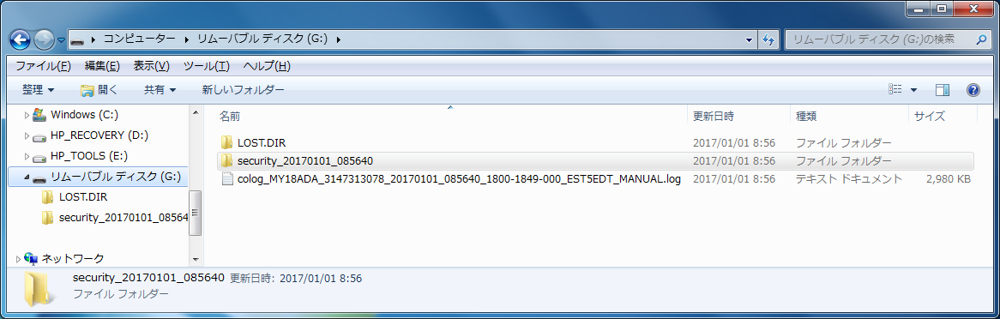 コンピューター リムーバブル ディスク (G:) リムーバブル ディスク (G:)の検索
ファイル(F) 編集(E) 表示(V) ツール(T) ヘルプ(H)
整理 開く 共有 新しいフォルダー
Windows (C:)
HP_RECOVERY (D:)
HP_TOOLS (E:)
リムーバブル ディスク (G:)
LOST.DIR
security_20170101_08564
ネットワーク
名前 更新日時 種類 サイズ
LOST.DIR 2017/01/01 8:56 ファイル フォルダー
security_20170101_085640 2017/01/01 8:56 ファイル フォルダー
colog_MY18ADA_3147313078_20170101_085640_1800-1849-000_EST5EDT_MANUAL.log 2017/01/01 8:56 テキスト ドキュメント 2,980 KB
security_20170101_085640 更新日時: 2017/01/01 8:56
ファイル フォルダー